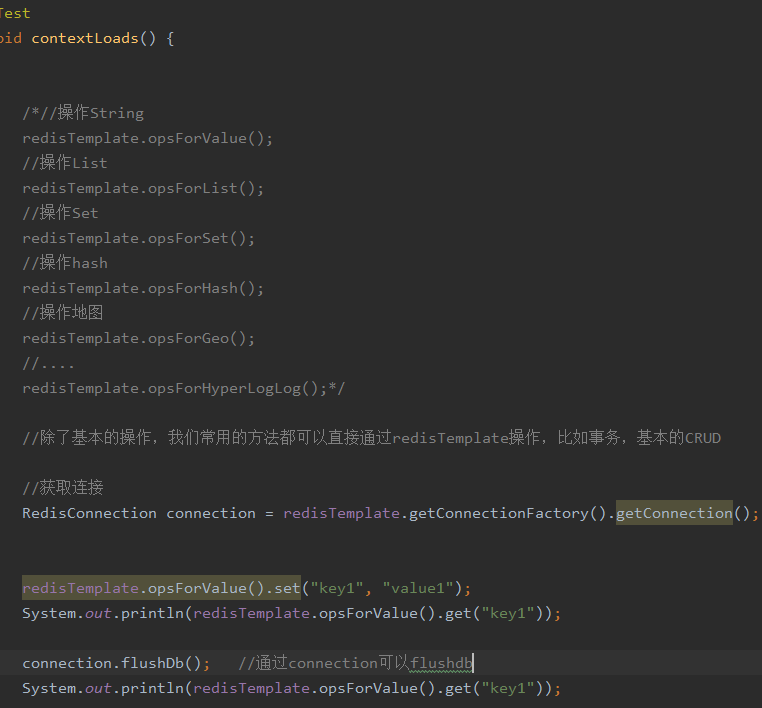 Test
oid contextLoads() {
/*//操作String
redisTemplate.opsForValue();
//操作List
redisTemplate.opsForList();
//操作Set
redisTemplate.opsForSet();
//操作hash
redisTemplate.opsForHash();
//操作地图
redisTemplate.opsForGeo();
//....
redisTemplate.opsForHyperLogLog();*/
//除了基本的操作，我们常用的方法都可以直接通过redisTemplate操作，比如事务，基本的CRUD
//获取连接
RedisConnection connection = redisTemplate.getConnectionFactory().getConnection();
redisTemplate.opsForValue().set("key1", "value1");
System.out.println(redisTemplate.opsForValue().get("key1"));
connection.flushDb(); //通过connection可以flushdb
System.out.println(redisTemplate.opsForValue().get("key1"));